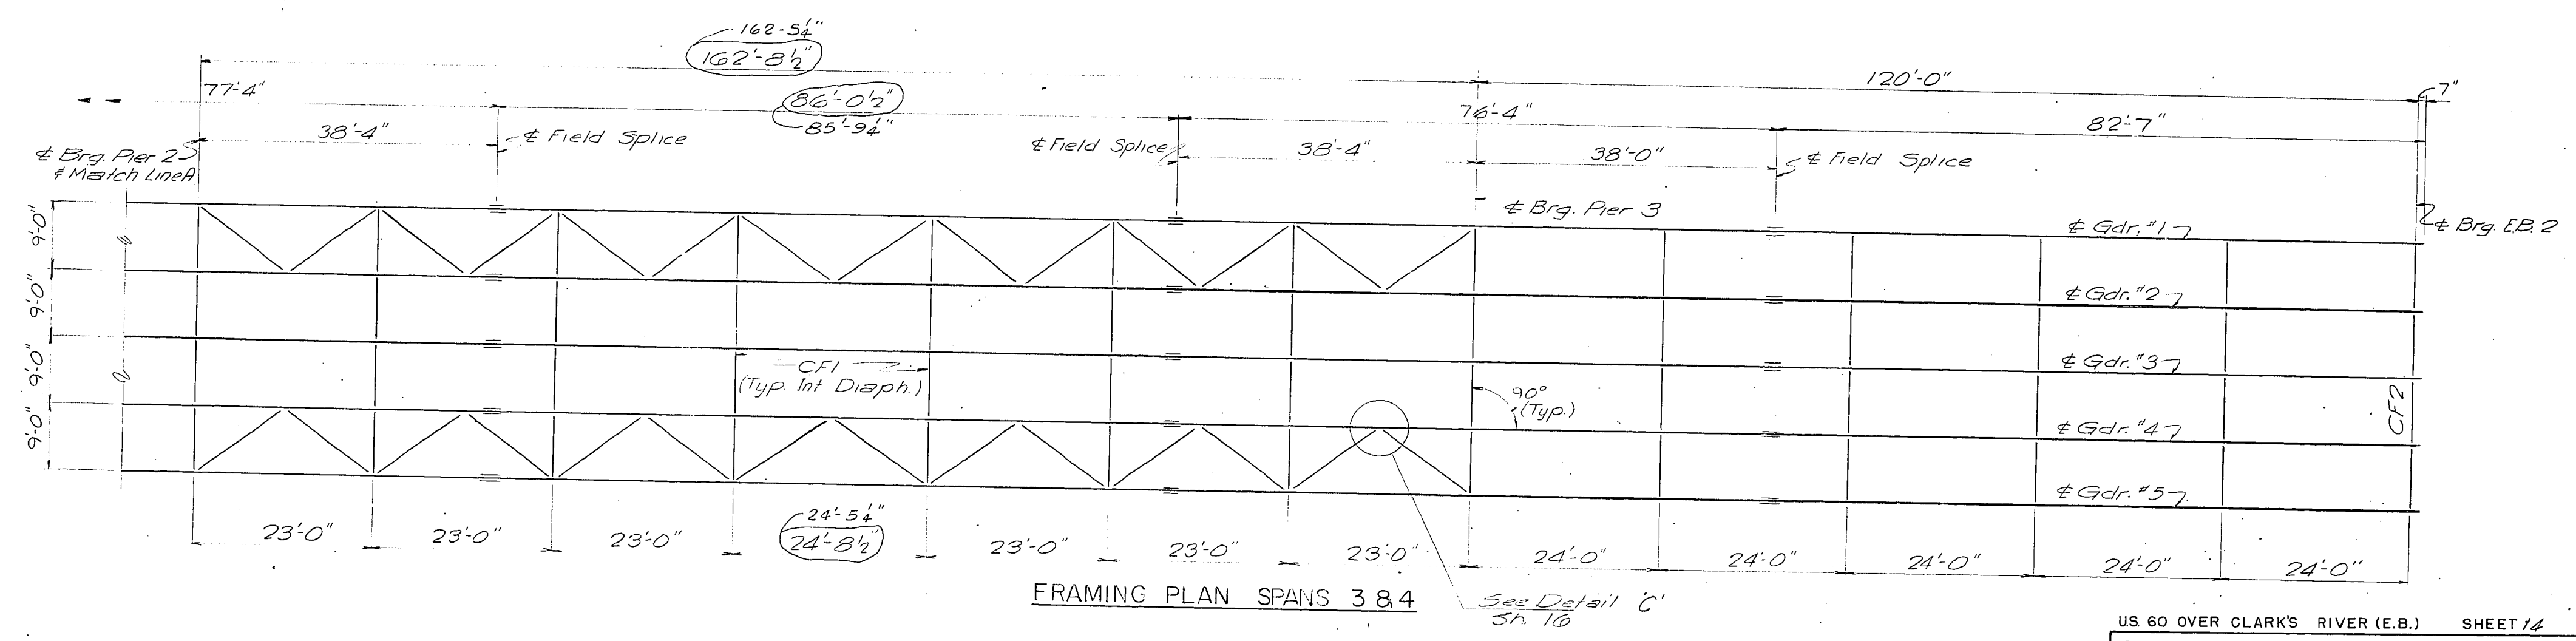 162-5¼"
162'-8½"
120'-0"
7"
77'-4"
86'-0½"
85'-9¼"
76'-4"
82'-7"
38'-4"
℄ Field Splice
℄ Field Splice
38'-4"
38'-0"
℄ Field Splice
℄ Brg. Pier 2
& Match Line A
℄ Brg. Pier 3
℄ Gdr. #1
℄ Brg. E.B. 2
9'-0"
9'-0"
℄ Gdr. #2
9'-0"
CF1
(Typ. Int Diaph.)
℄ Gdr. #3
90°
(Typ.)
CF2
9'-0"
℄ Gdr. #4
℄ Gdr. #5
24'-5¼"
23'-0"
23'-0"
23'-0"
24'-8½"
23'-0"
23'-0"
23'-0"
24'-0"
24'-0"
24'-0"
24'-0"
24'-0"
FRAMING PLAN SPANS 3 & 4
See Detail 'C'
Sh. 16
U.S. 60 OVER CLARK'S RIVER (E.B.) SHEET 14